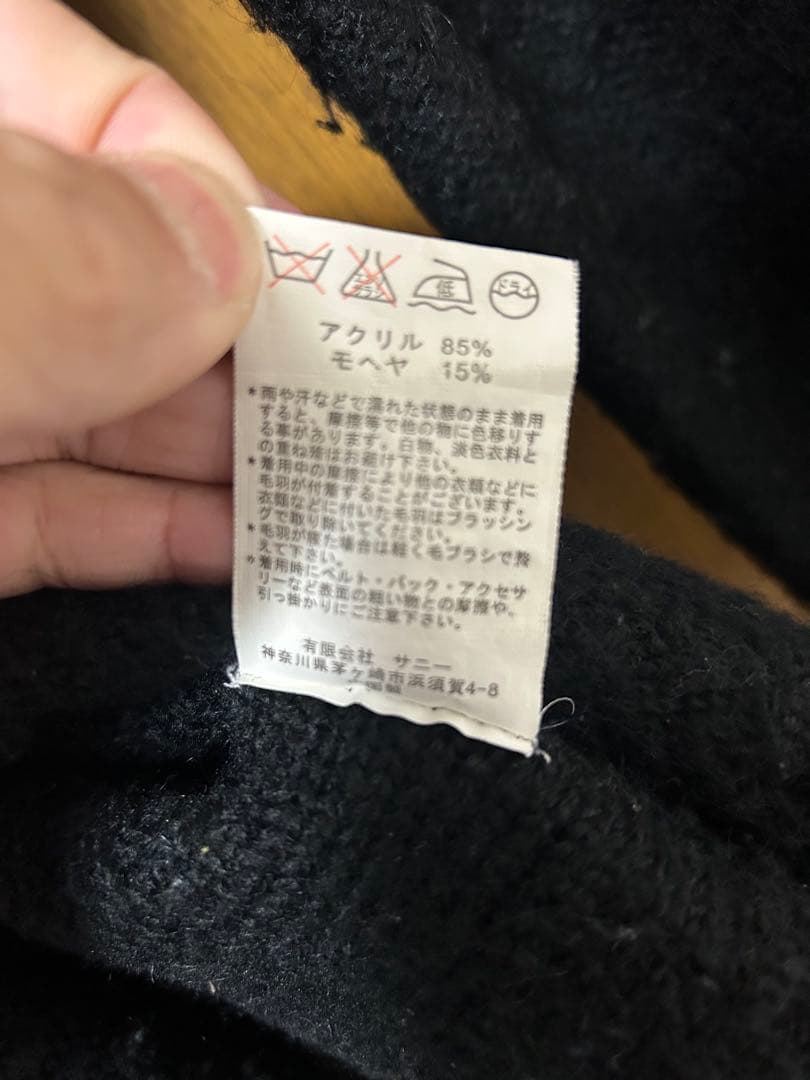 エンソ
サラシ
低
ドライ
アクリル 85%
モヘヤ 15%
*雨や汗などで濡れた状態のまま着用
すると、摩擦等で他の物に色移りす
る事があります。白物、淡色衣料と
の重ね着はお避け下さい。
*着用中の摩擦により他の衣類などに
毛羽が付着することがございます。
衣類などに付いた毛羽はブラッシン
グで取り除いてください。
*毛羽が寝た場合は軽く毛ブラシで整
えて下さい。
*着用時にベルト・バック・アクセサ
リーなど表面の粗い物との摩擦や、
引っ掛かりにご注意下さい。
有限会社 サニー
神奈川県茅ケ崎市浜須賀4-8